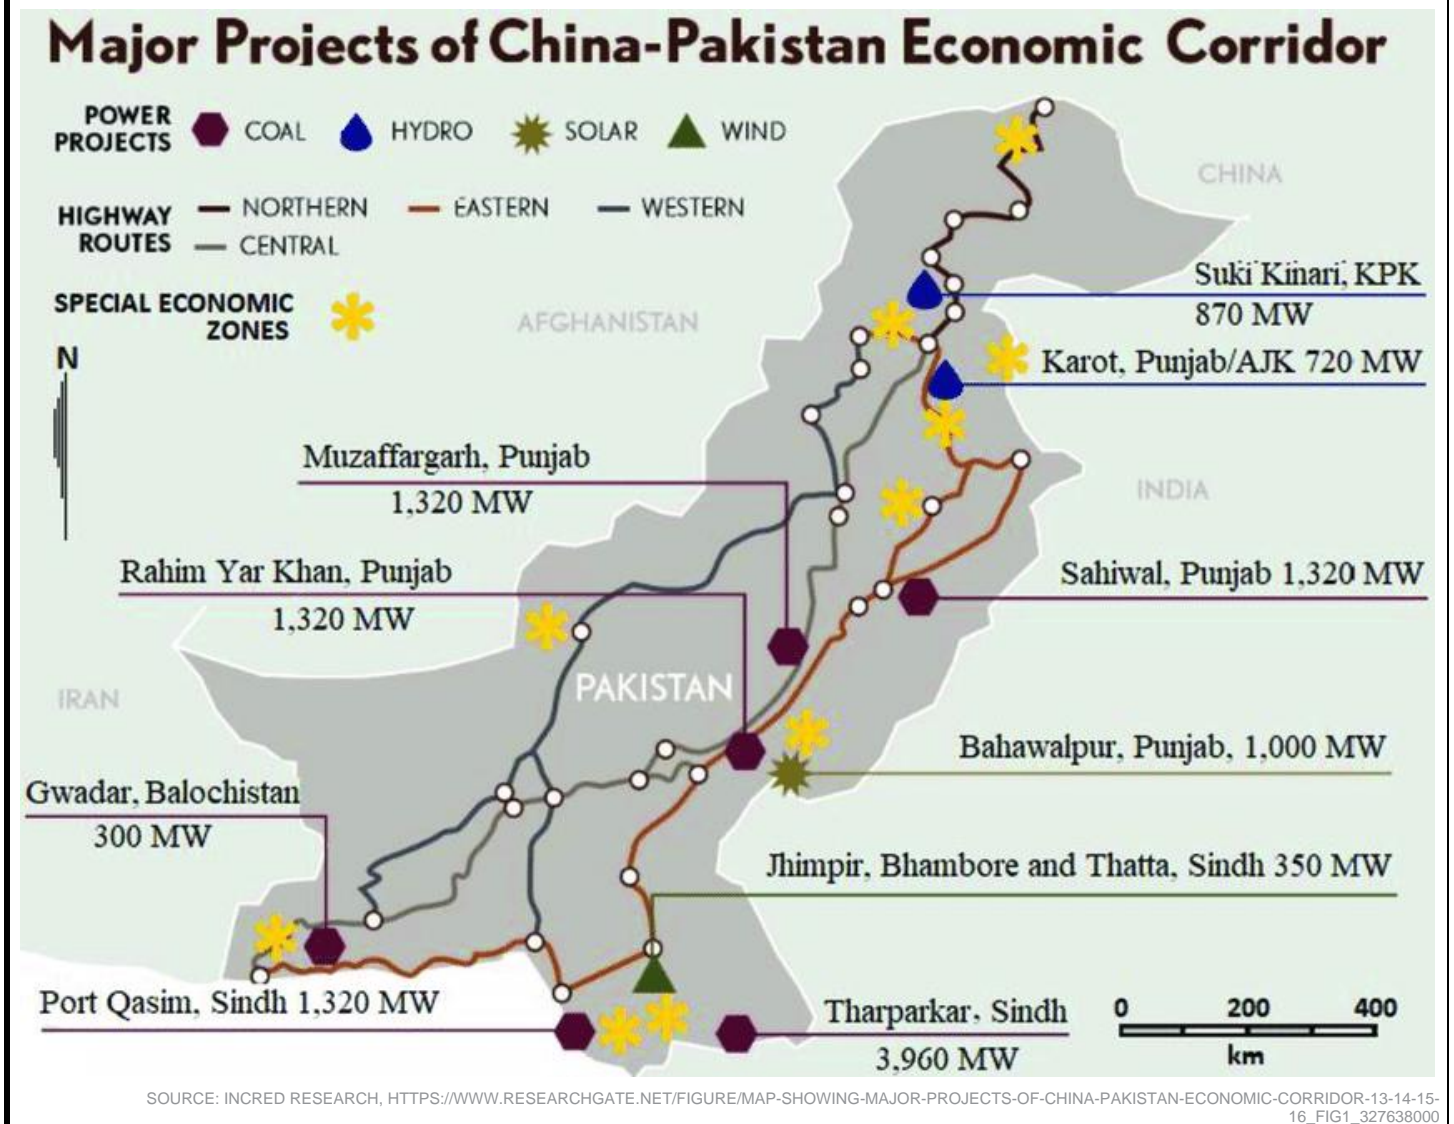 Major Projects of China-Pakistan Economic Corridor
POWER PROJECTS
COAL
HYDRO
SOLAR
WIND
HIGHWAY ROUTES
NORTHERN
EASTERN
WESTERN
CENTRAL
SPECIAL ECONOMIC ZONES
N
CHINA
AFGHANISTAN
Suki Kinari, KPK
870 MW
Karot, Punjab/AJK 720 MW
Muzaffargarh, Punjab
1,320 MW
INDIA
Rahim Yar Khan, Punjab
1,320 MW
Sahiwal, Punjab 1,320 MW
PAKISTAN
IRAN
Bahawalpur, Punjab, 1,000 MW
Gwadar, Balochistan
300 MW
Jhimpir, Bhambore and Thatta, Sindh 350 MW
Port Qasim, Sindh 1,320 MW
Tharparkar, Sindh
3,960 MW
0 200 400
km
SOURCE: INCRED RESEARCH, HTTPS://WWW.RESEARCHGATE.NET/FIGURE/MAP-SHOWING-MAJOR-PROJECTS-OF-CHINA-PAKISTAN-ECONOMIC-CORRIDOR-13-14-15-
16_FIG1_327638000